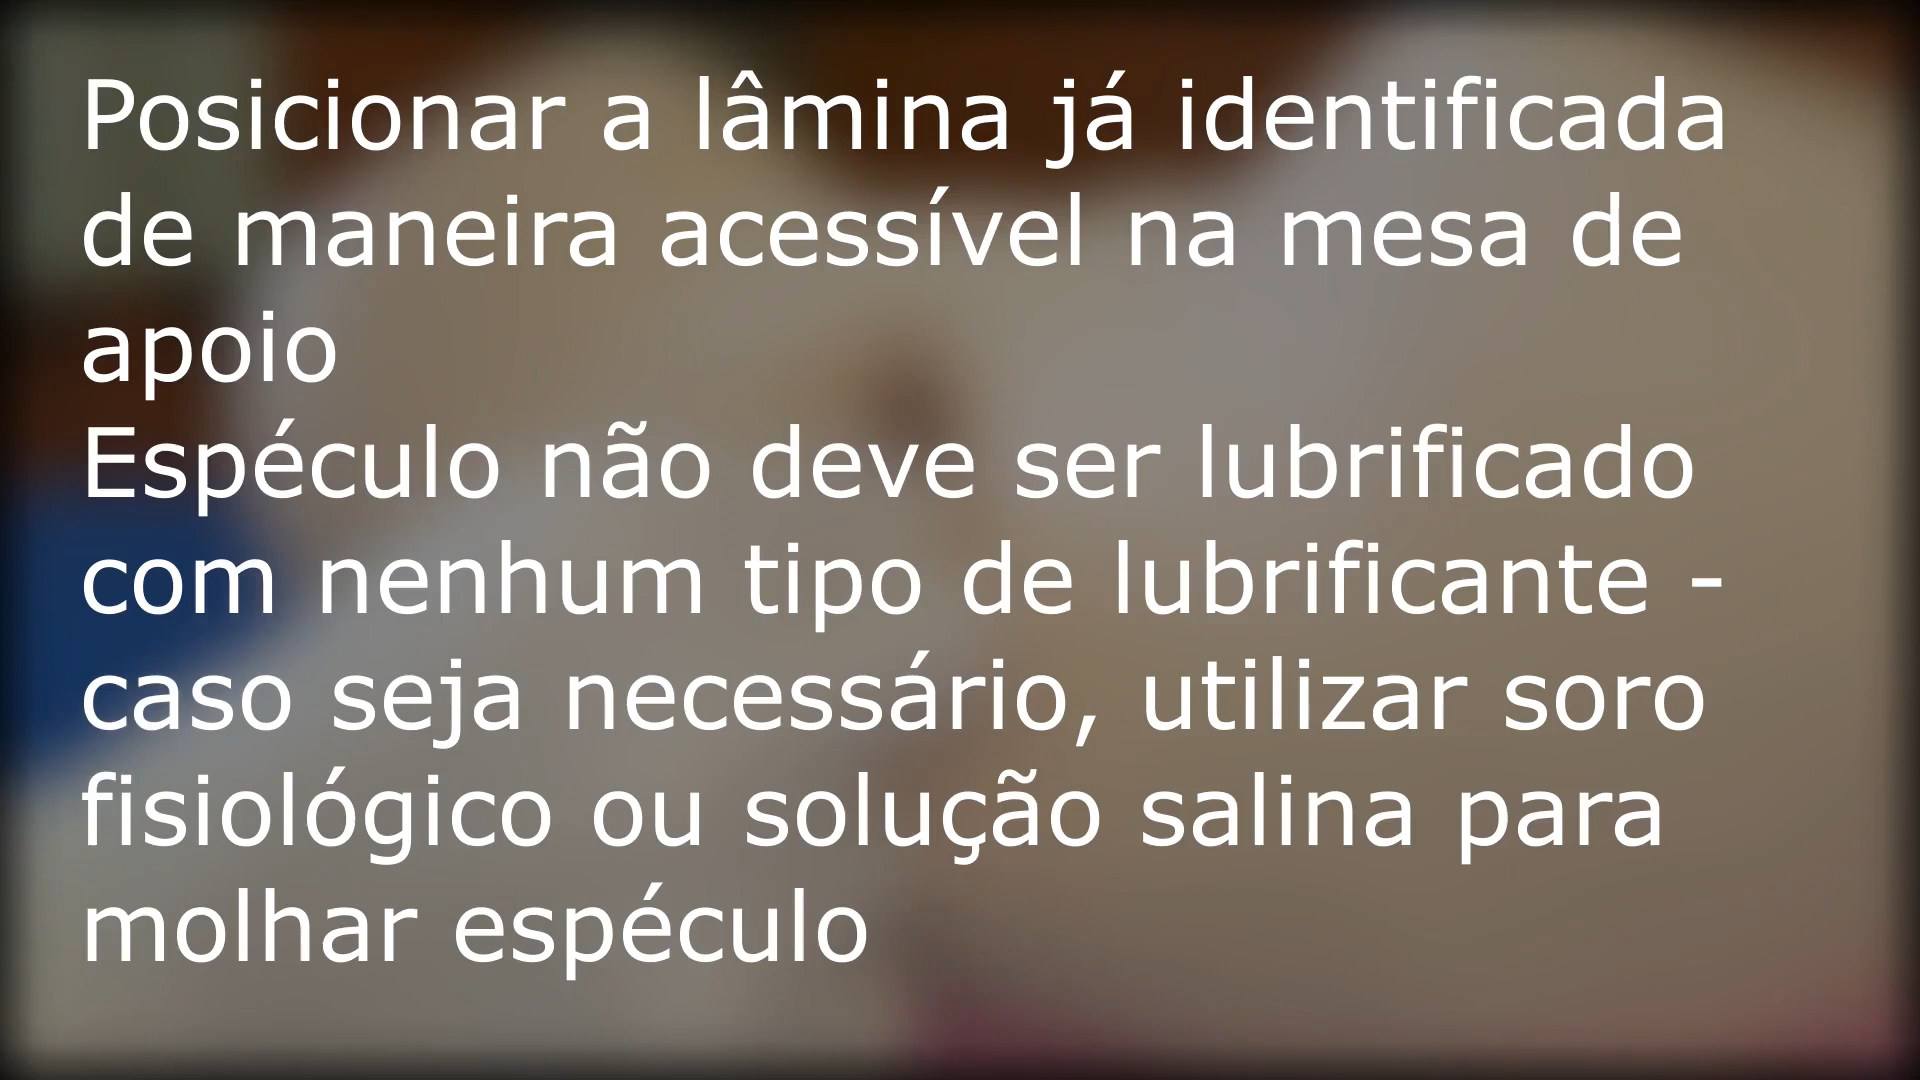 Posicionar a lâmina já identificada
de maneira acessível na mesa de
apoio
Espéculo não deve ser lubrificado
com nenhum tipo de lubrificante -
caso seja necessário, utilizar soro
fisiológico ou solução salina para
molhar espéculo